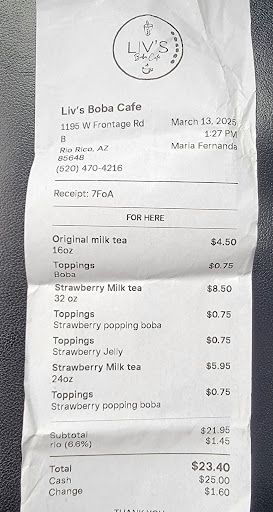 LIV'S
Boba Cafe
Liv's Boba Cafe
1195 W Frontage Rd
B
Rio Rico, AZ
85648
(520) 470-4216
March 13, 2025
1:27 PM
Maria Fernanda
Receipt: 7FoA
FOR HERE
Original milk tea $4.50
16oz
Toppings $0.75
Boba
Strawberry Milk tea $8.50
32 oz
Toppings $0.75
Strawberry popping boba
Toppings $0.75
Strawberry Jelly
Strawberry Milk tea $5.95
24oz
Toppings $0.75
Strawberry popping boba
Subtotal $21.95
rio (6.6%) $1.45
Total $23.40
Cash $25.00
Change $1.60
THANK YOU